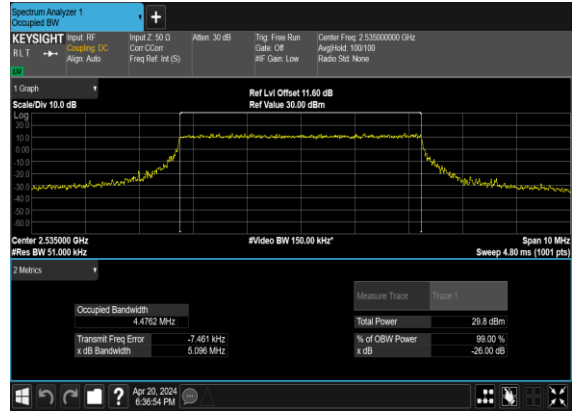 Spectrum Analyzer 1
Occupied BW
+
KEYSIGHT Input: RF Input Z: 50 Ω Atten: 30 dB Trig: Free Run Center Freq: 2.535000000 GHz
RLT Coupling: DC Corr CCorr Gate: Off Avg|Hold: 100/100
Align: Auto Freq Ref: Int (S) #IF Gain: Low Radio Std: None
1 Graph
Ref Lvl Offset 11.60 dB
Scale/Div 10.0 dB Ref Value 30.00 dBm
Log
20.0
10.0
0.00
-10.0
-20.0
-30.0
-40.0
-50.0
-60.0
Center 2.535000 GHz #Video BW 150.00 kHz* Span 10 MHz
#Res BW 51.000 kHz Sweep 4.80 ms (1001 pts)
2 Metrics
Measure Trace Trace 1
Occupied Bandwidth
4.4762 MHz
Total Power 29.8 dBm
Transmit Freq Error -7.461 kHz % of OBW Power 99.00 %
x dB Bandwidth 5.096 MHz x dB -26.00 dB
? Apr 20, 2024
6:36:54 PM